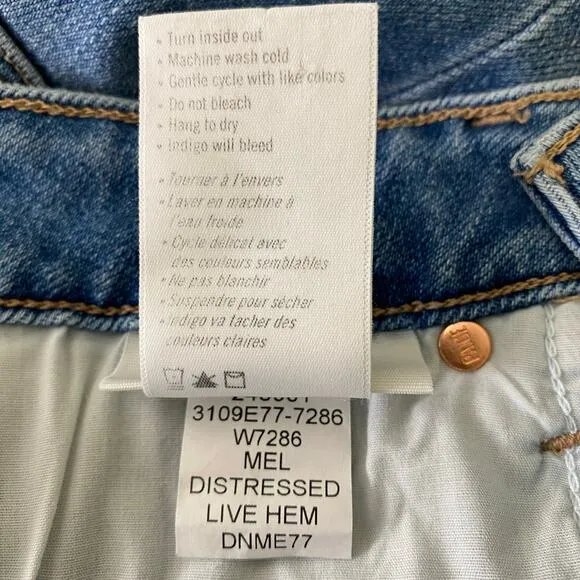 • Turn inside out
• Machine wash cold
• Gentle cycle with like colors
• Do not bleach
• Hang to dry
• Indigo will bleed
• Tourner à l'envers
• Laver en machine à
l'eau froide
• Cycle délicat avec
des couleurs semblables
• Ne pas blanchir
• Suspendre pour sécher
• Indigo va tacher des
couleurs claires
3109E77-7286
W7286
MEL
DISTRESSED
LIVE HEM
DNME77